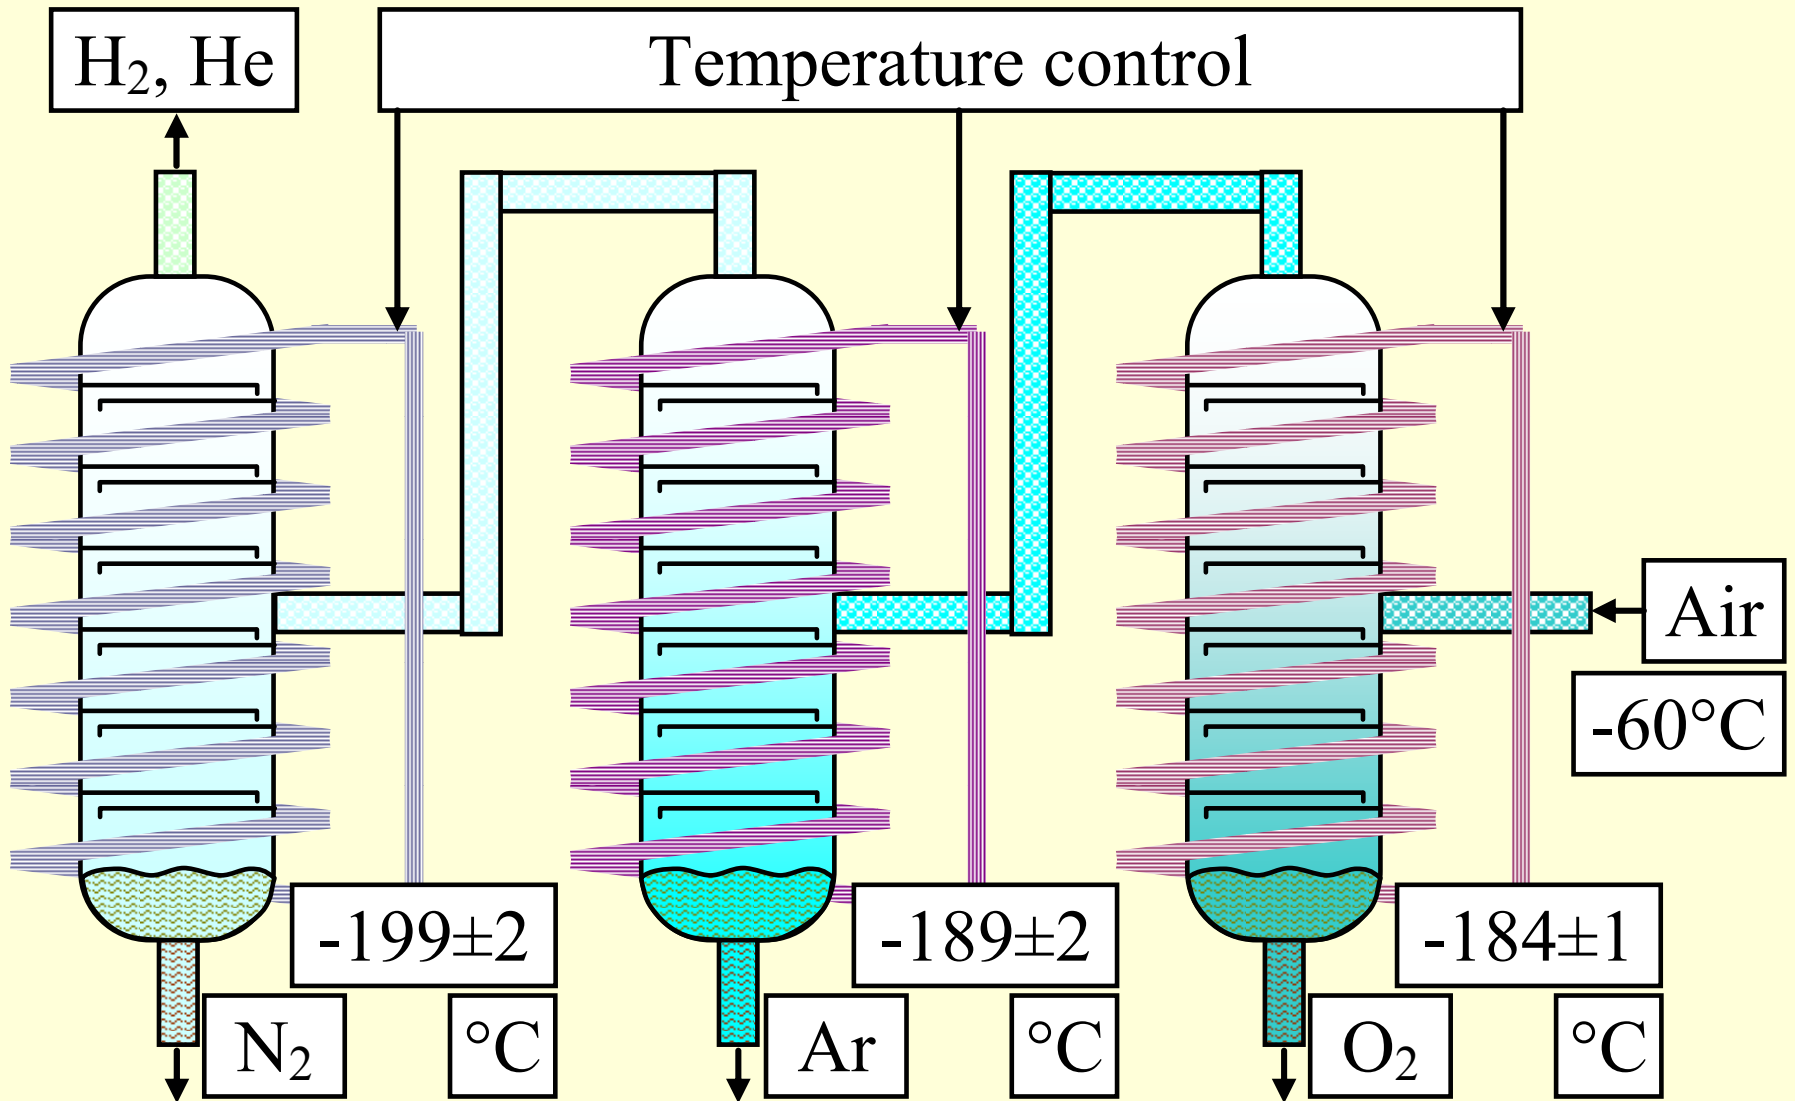 H₂, He
Temperature control
Air
-60°C
-199±2
-189±2
-184±1
N₂
°C
Ar
°C
O₂
°C